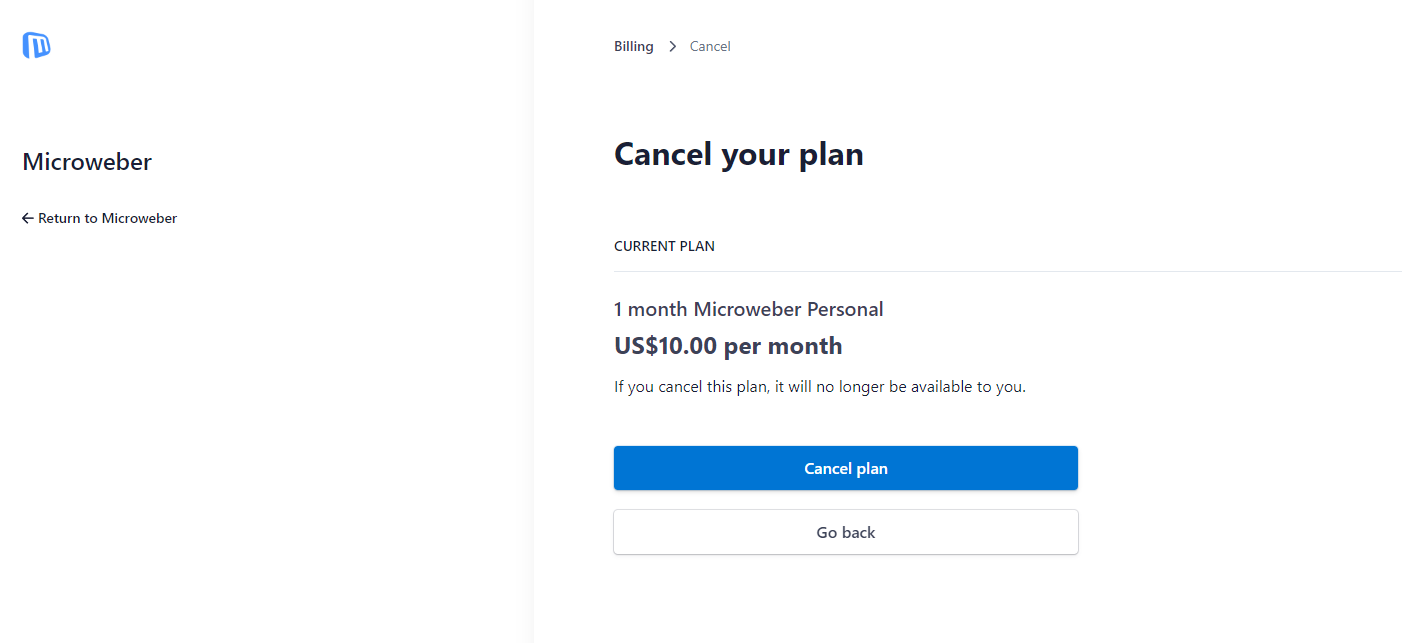 Microweber
← Return to Microweber
Billing > Cancel
Cancel your plan
CURRENT PLAN
1 month Microweber Personal
US$10.00 per month
If you cancel this plan, it will no longer be available to you.
Cancel plan
Go back